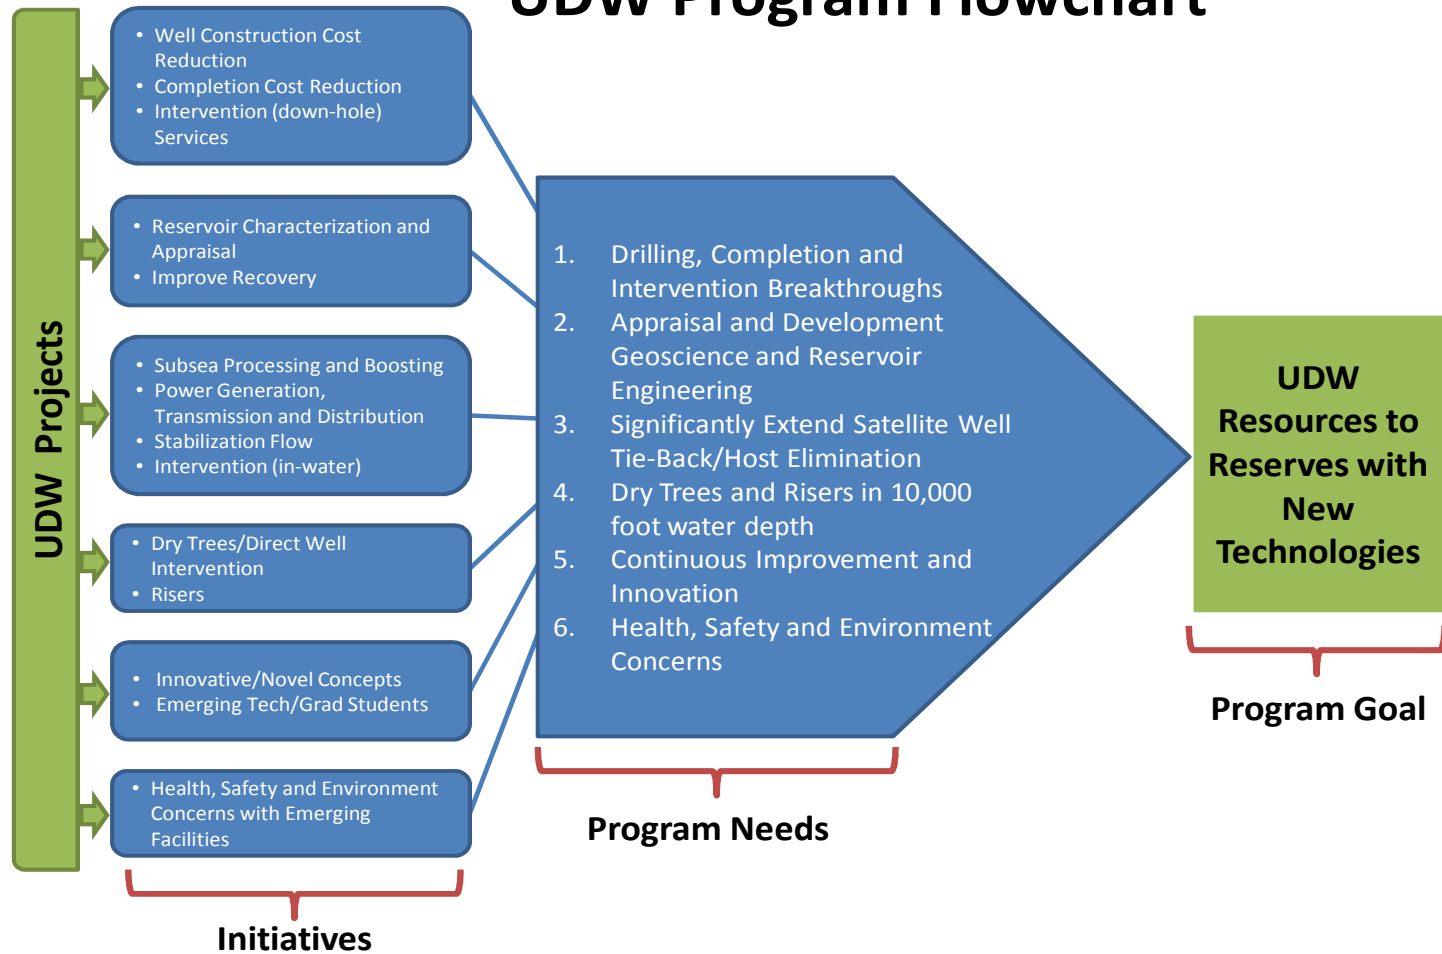 UDW Program Flowchart
UDW Projects
• Well Construction Cost
Reduction
• Completion Cost Reduction
• Intervention (down-hole)
Services
• Reservoir Characterization and
Appraisal
• Improve Recovery
• Subsea Processing and Boosting
• Power Generation,
Transmission and Distribution
• Stabilization Flow
• Intervention (in-water)
• Dry Trees/Direct Well
Intervention
• Risers
• Innovative/Novel Concepts
• Emerging Tech/Grad Students
• Health, Safety and Environment
Concerns with Emerging
Facilities
Initiatives
1. Drilling, Completion and
Intervention Breakthroughs
2. Appraisal and Development
Geoscience and Reservoir
Engineering
3. Significantly Extend Satellite Well
Tie-Back/Host Elimination
4. Dry Trees and Risers in 10,000
foot water depth
5. Continuous Improvement and
Innovation
6. Health, Safety and Environment
Concerns
Program Needs
UDW
Resources to
Reserves with
New
Technologies
Program Goal